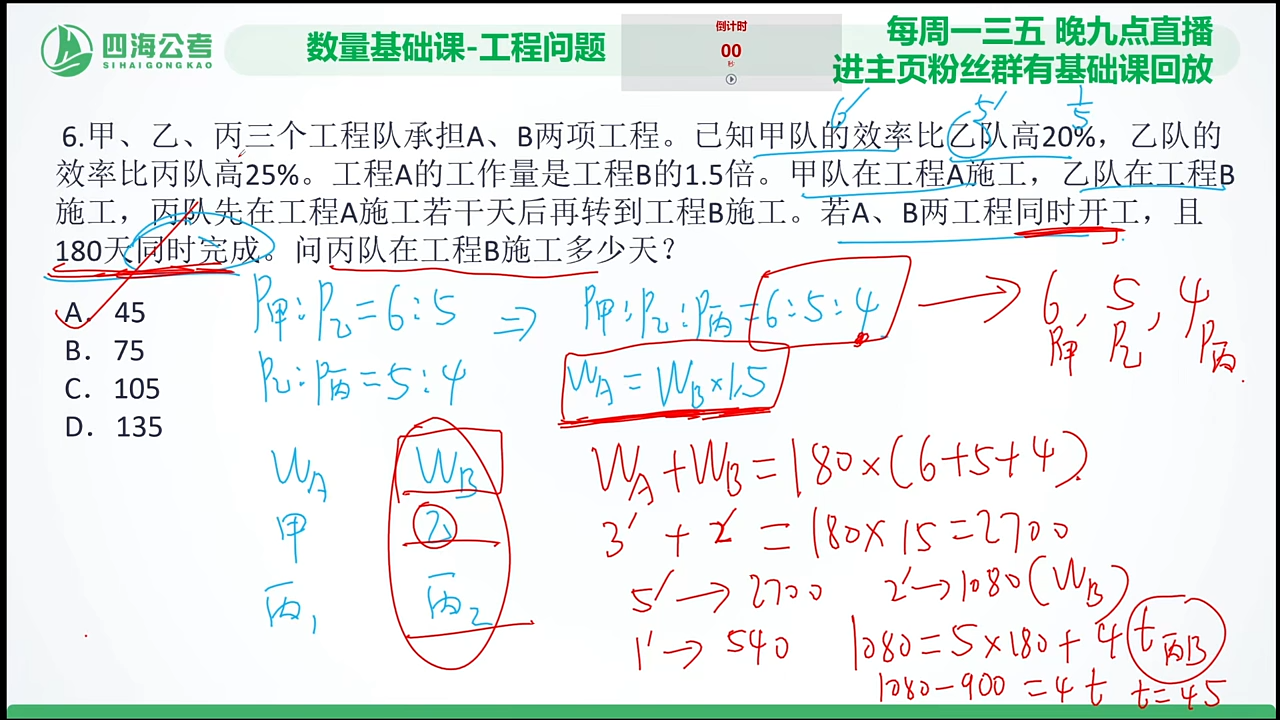 四海公考
SIHAIGONGKAO
数量基础课-工程问题
倒计时
00
秒
每周一三五 晚九点直播
进主页粉丝群有基础课回放
6' 5' 1/5
6.甲、乙、丙三个工程队承担A、B两项工程。已知甲队的效率比乙队高20%，乙队的
效率比丙队高25%。工程A的工作量是工程B的1.5倍。甲队在工程A施工，乙队在工程B
施工，丙队先在工程A施工若干天后再转到工程B施工。若A、B两工程同时开工，且
180天同时完成。问丙队在工程B施工多少天？
A. 45
B. 75
C. 105
D. 135
P甲:P乙=6:5 ⇒ P甲:P乙:P丙=6:5:4 → 6, 5, 4
P甲 P乙 P丙
P乙:P丙=5:4 WA=WB×1.5
WA WB
甲 乙
丙1 丙2
WA+WB=180×(6+5+4)
3'+2'=180×15=2700
5'→2700 2'→1080(WB)
1'→540 1080=5×180+4t丙B
1080-900=4t t=45